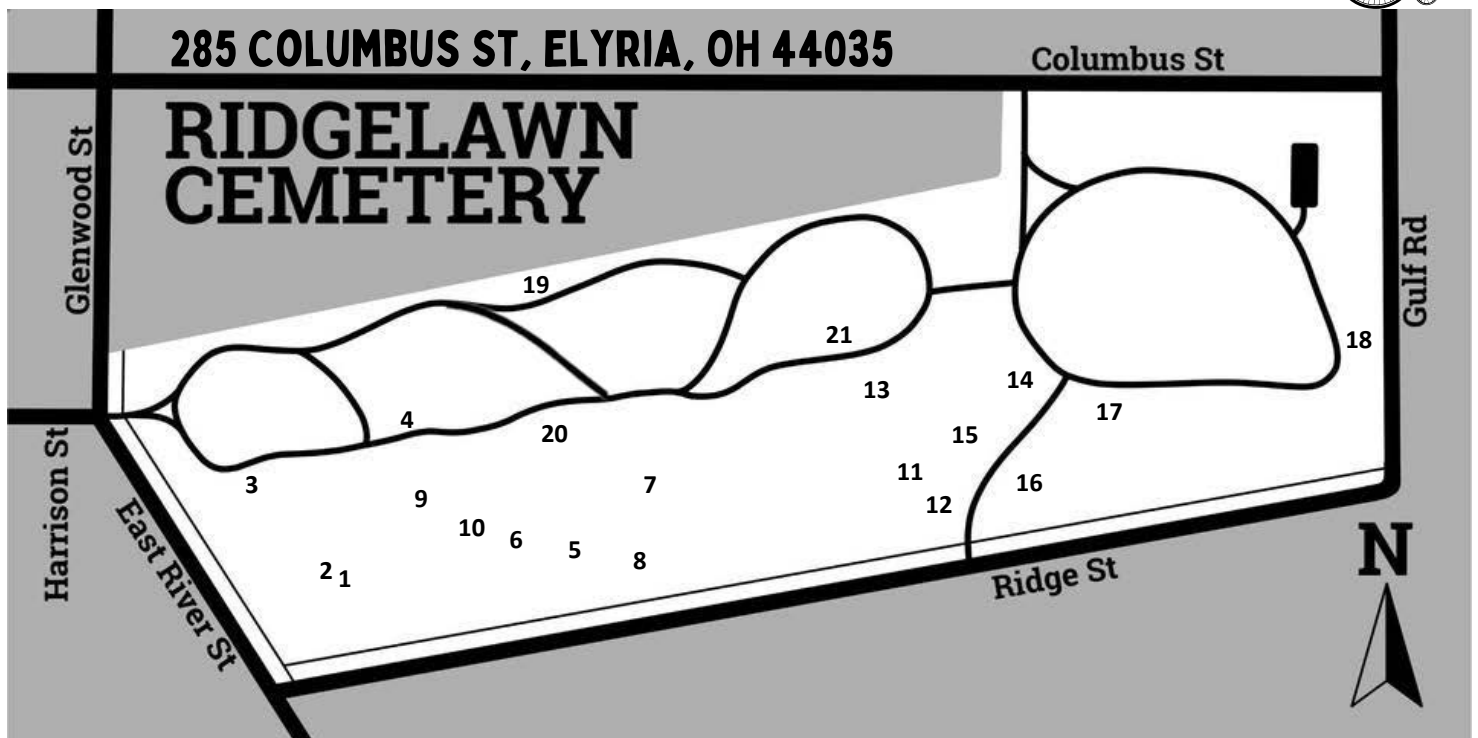 285 COLUMBUS ST, ELYRIA, OH 44035
Columbus St
RIDGELAWN
CEMETERY
Glenwood St
Gulf Rd
19
21
18
14
13
17
4
20
15
3
7
11
16
9
12
10
6
5
8
2
1
Harrison St
East River St
Ridge St
N